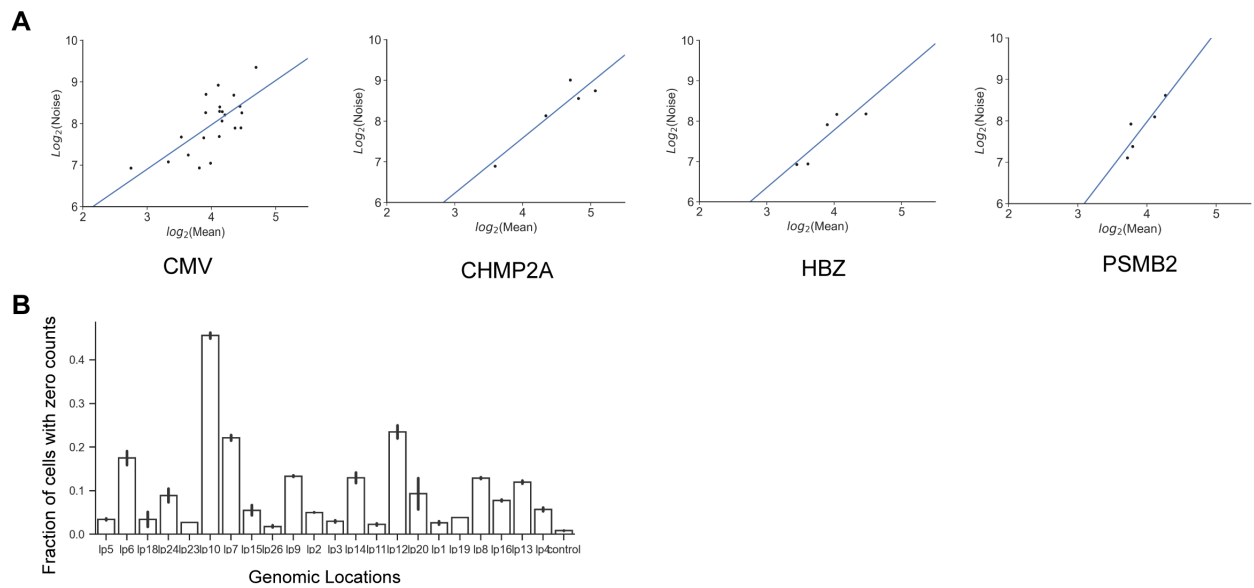 A
10
9
8
7
6
2
3
4
5
Log2(Noise)
log2(Mean)
CMV
10
9
8
7
6
2
3
4
5
Log2(Noise)
log2(Mean)
CHMP2A
10
9
8
7
6
2
3
4
5
Log2(Noise)
log2(Mean)
HBZ
10
9
8
7
6
2
3
4
5
Log2(Noise)
log2(Mean)
PSMB2
B
Fraction of cells with zero counts
0.4
0.3
0.2
0.1
0.0
lp5 lp6 lp18 lp24 lp23 lp10 lp7 lp15 lp26 lp9 lp2 lp3 lp14 lp11 lp12 lp20 lp1 lp19 lp8 lp16 lp13 lp4 control
Genomic Locations